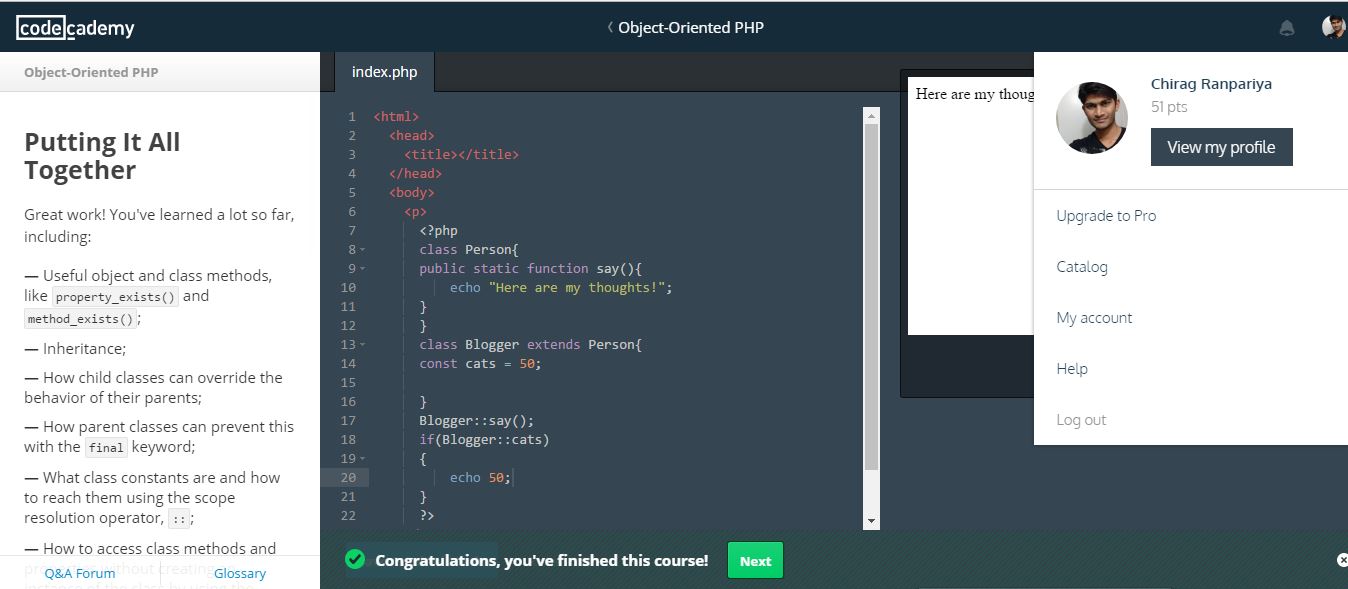 codecademy
Object-Oriented PHP
Object-Oriented PHP
Putting It All
Together
Great work! You've learned a lot so far,
including:
— Useful object and class methods,
like property_exists() and
method_exists();
— Inheritance;
— How child classes can override the
behavior of their parents;
— How parent classes can prevent this
with the final keyword;
— What class constants are and how
to reach them using the scope
resolution operator, ::;
— How to access class methods and
Q&A Forum
Glossary
index.php
1 <html>
2 <head>
3 <title></title>
4 </head>
5 <body>
6 <p>
7 <?php
8 class Person{
9 public static function say(){
10 echo "Here are my thoughts!";
11 }
12 }
13 class Blogger extends Person{
14 const cats = 50;
15
16 }
17 Blogger::say();
18 if(Blogger::cats)
19 {
20 echo 50;
21 }
22 ?>
Congratulations, you've finished this course!
Next
Here are my thoug
Chirag Ranpariya
51 pts
View my profile
Upgrade to Pro
Catalog
My account
Help
Log out